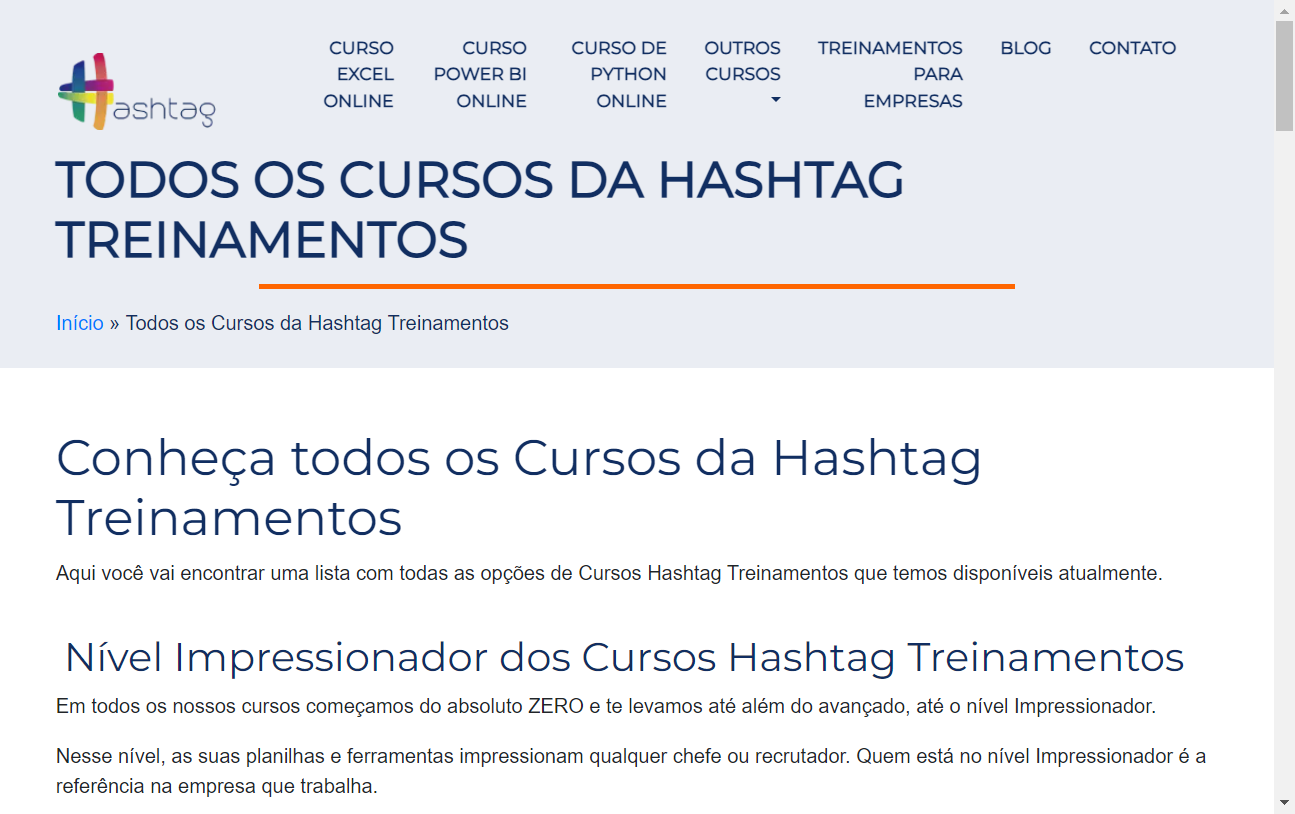 ashtag
CURSO
EXCEL
ONLINE
CURSO
POWER BI
ONLINE
CURSO DE
PYTHON
ONLINE
OUTROS
CURSOS
TREINAMENTOS
PARA
EMPRESAS
BLOG
CONTATO
TODOS OS CURSOS DA HASHTAG
TREINAMENTOS
Início » Todos os Cursos da Hashtag Treinamentos
Conheça todos os Cursos da Hashtag
Treinamentos
Aqui você vai encontrar uma lista com todas as opções de Cursos Hashtag Treinamentos que temos disponíveis atualmente.
Nível Impressionador dos Cursos Hashtag Treinamentos
Em todos os nossos cursos começamos do absoluto ZERO e te levamos até além do avançado, até o nível Impressionador.
Nesse nível, as suas planilhas e ferramentas impressionam qualquer chefe ou recrutador. Quem está no nível Impressionador é a
referência na empresa que trabalha.